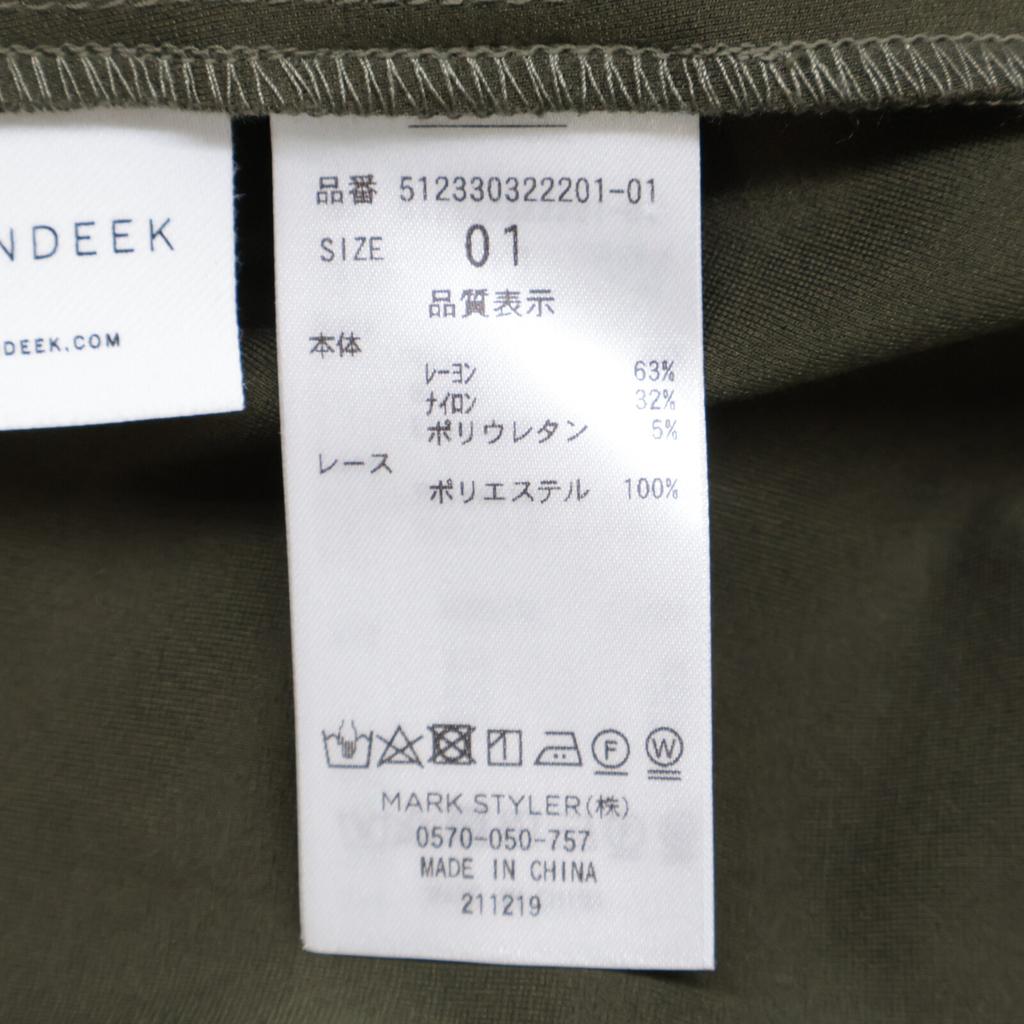 NDEEK
DEEK.COM
品番 512330322201-01
SIZE 01
品質表示
本体
レーヨン 63%
ナイロン 32%
ポリウレタン 5%
レース
ポリエステル 100%
F W
MARK STYLER(株)
0570-050-757
MADE IN CHINA
211219